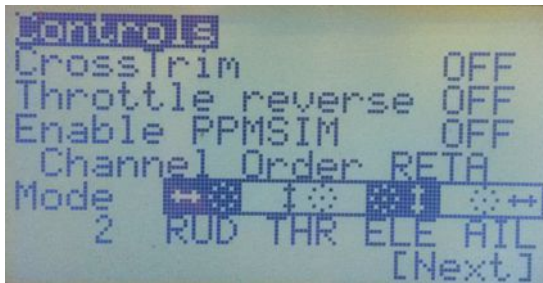 Controls
CrossTrim OFF
Throttle reverse OFF
Enable PPMSIM OFF
Channel Order RETA
Mode
2 RUD THR ELE AIL
[Next]